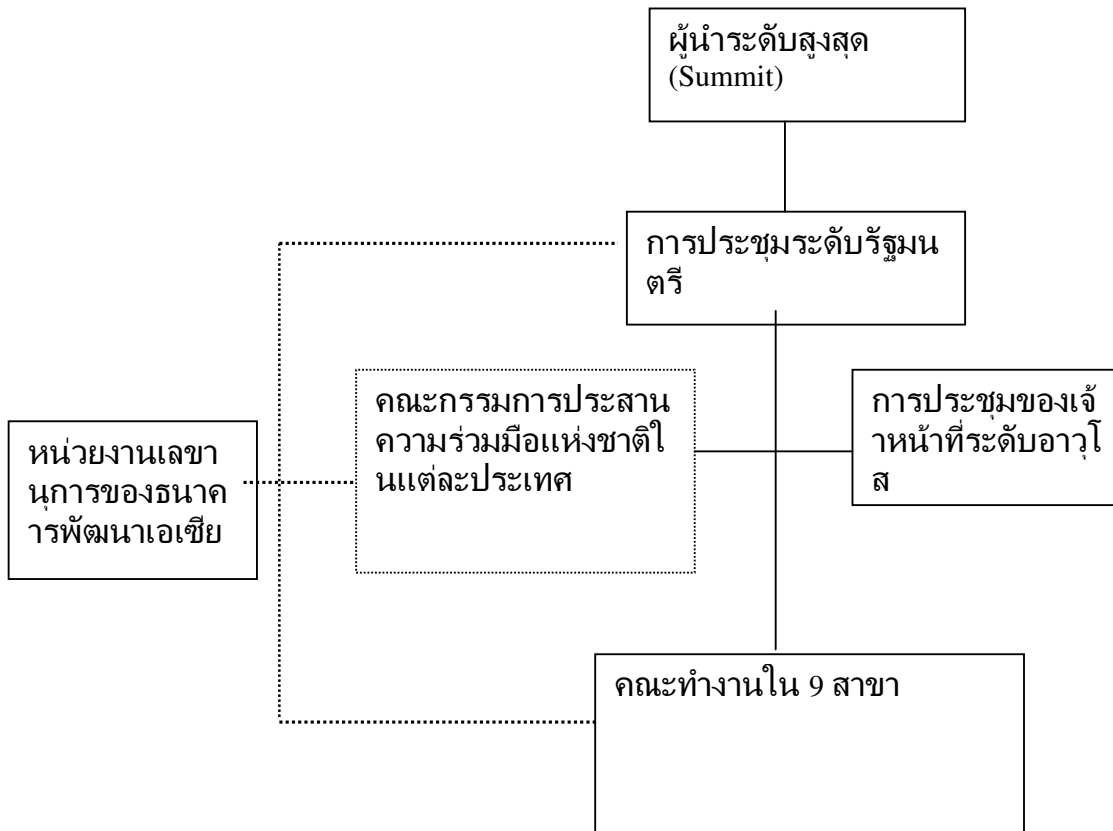 ผู้นำระดับสูงสุด
(Summit)
การประชุมระดับรัฐมน
ตรี
คณะกรรมการประสาน
ความร่วมมือแห่งชาติใ
นแต่ละประเทศ
การประชุมของเจ้
าหน้าที่ระดับอาวุโ
ส
หน่วยงานเลขา
นุการของธนาค
ารพัฒนาเอเซีย
คณะทำงานใน 9 สาขา